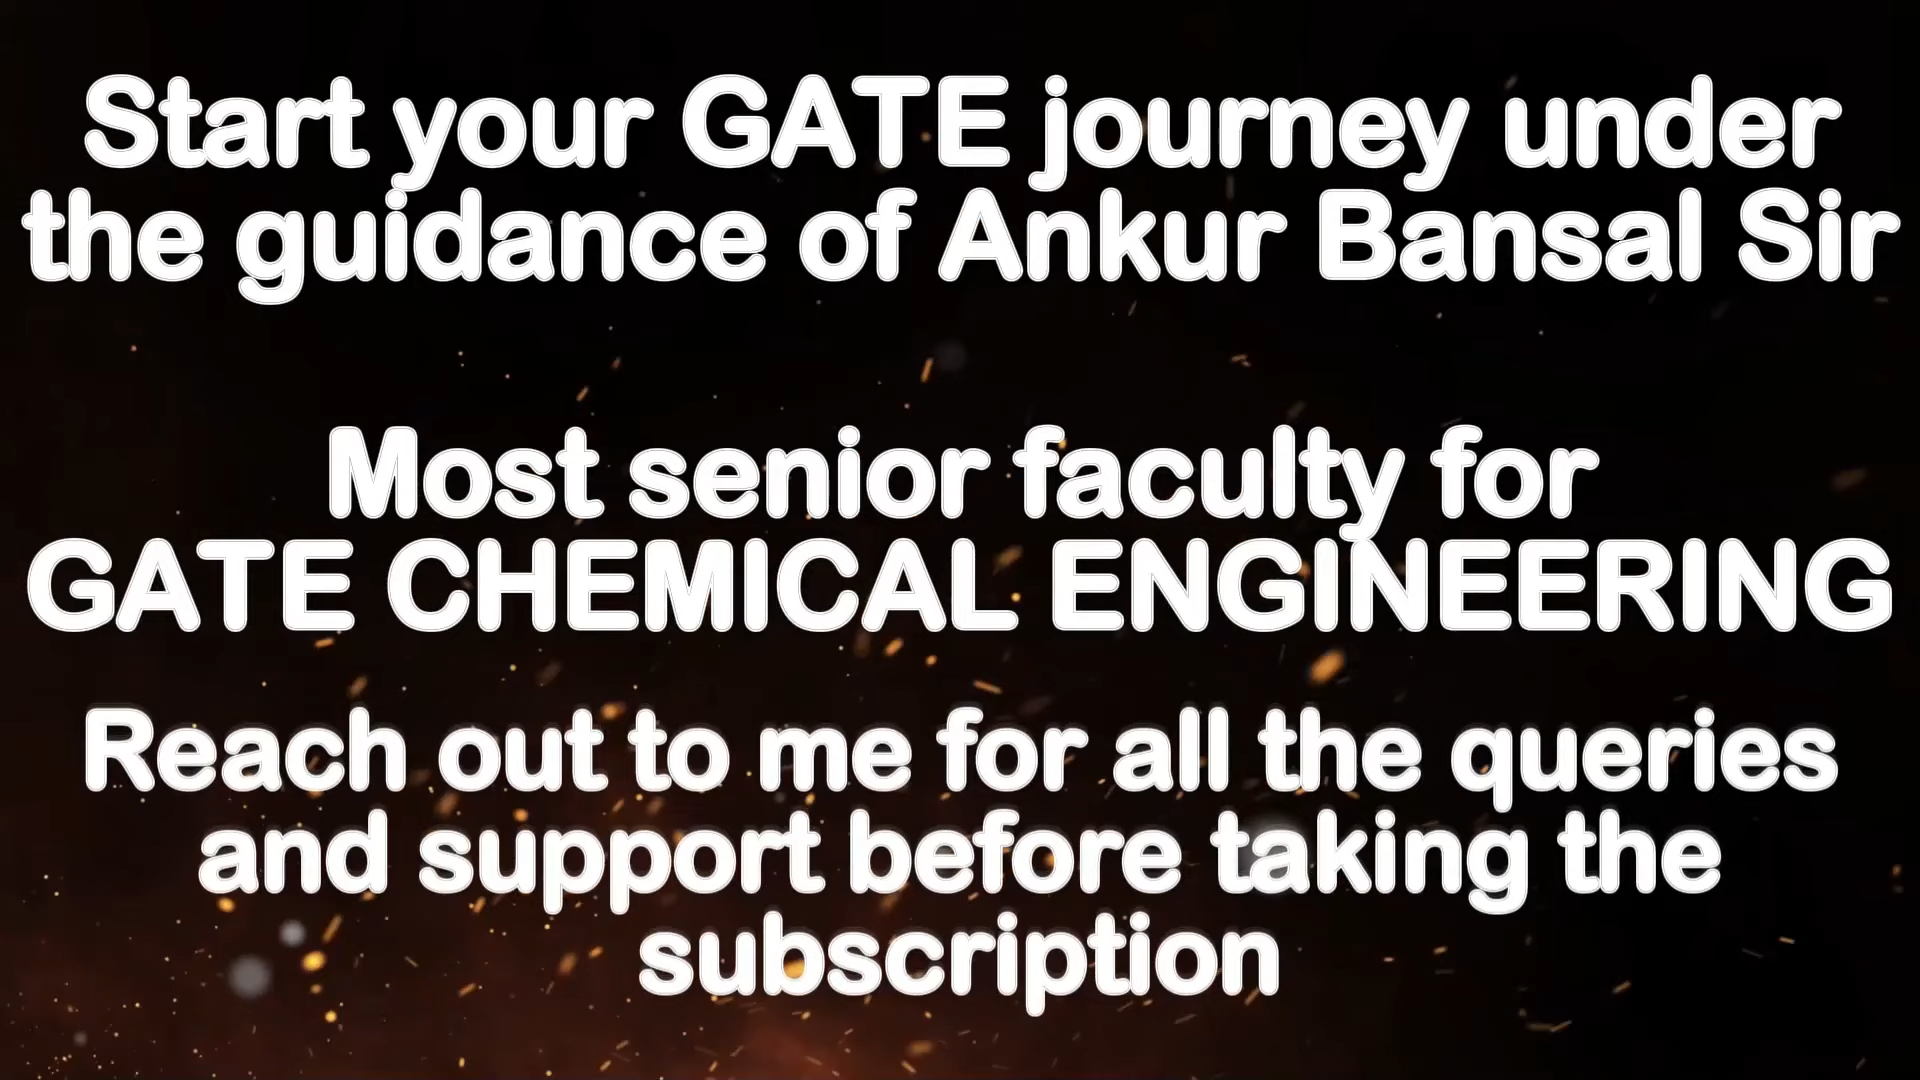 Start your GATE journey under
the guidance of Ankur Bansal Sir
Most senior faculty for
GATE CHEMICAL ENGINEERING
Reach out to me for all the queries
and support before taking the
subscription